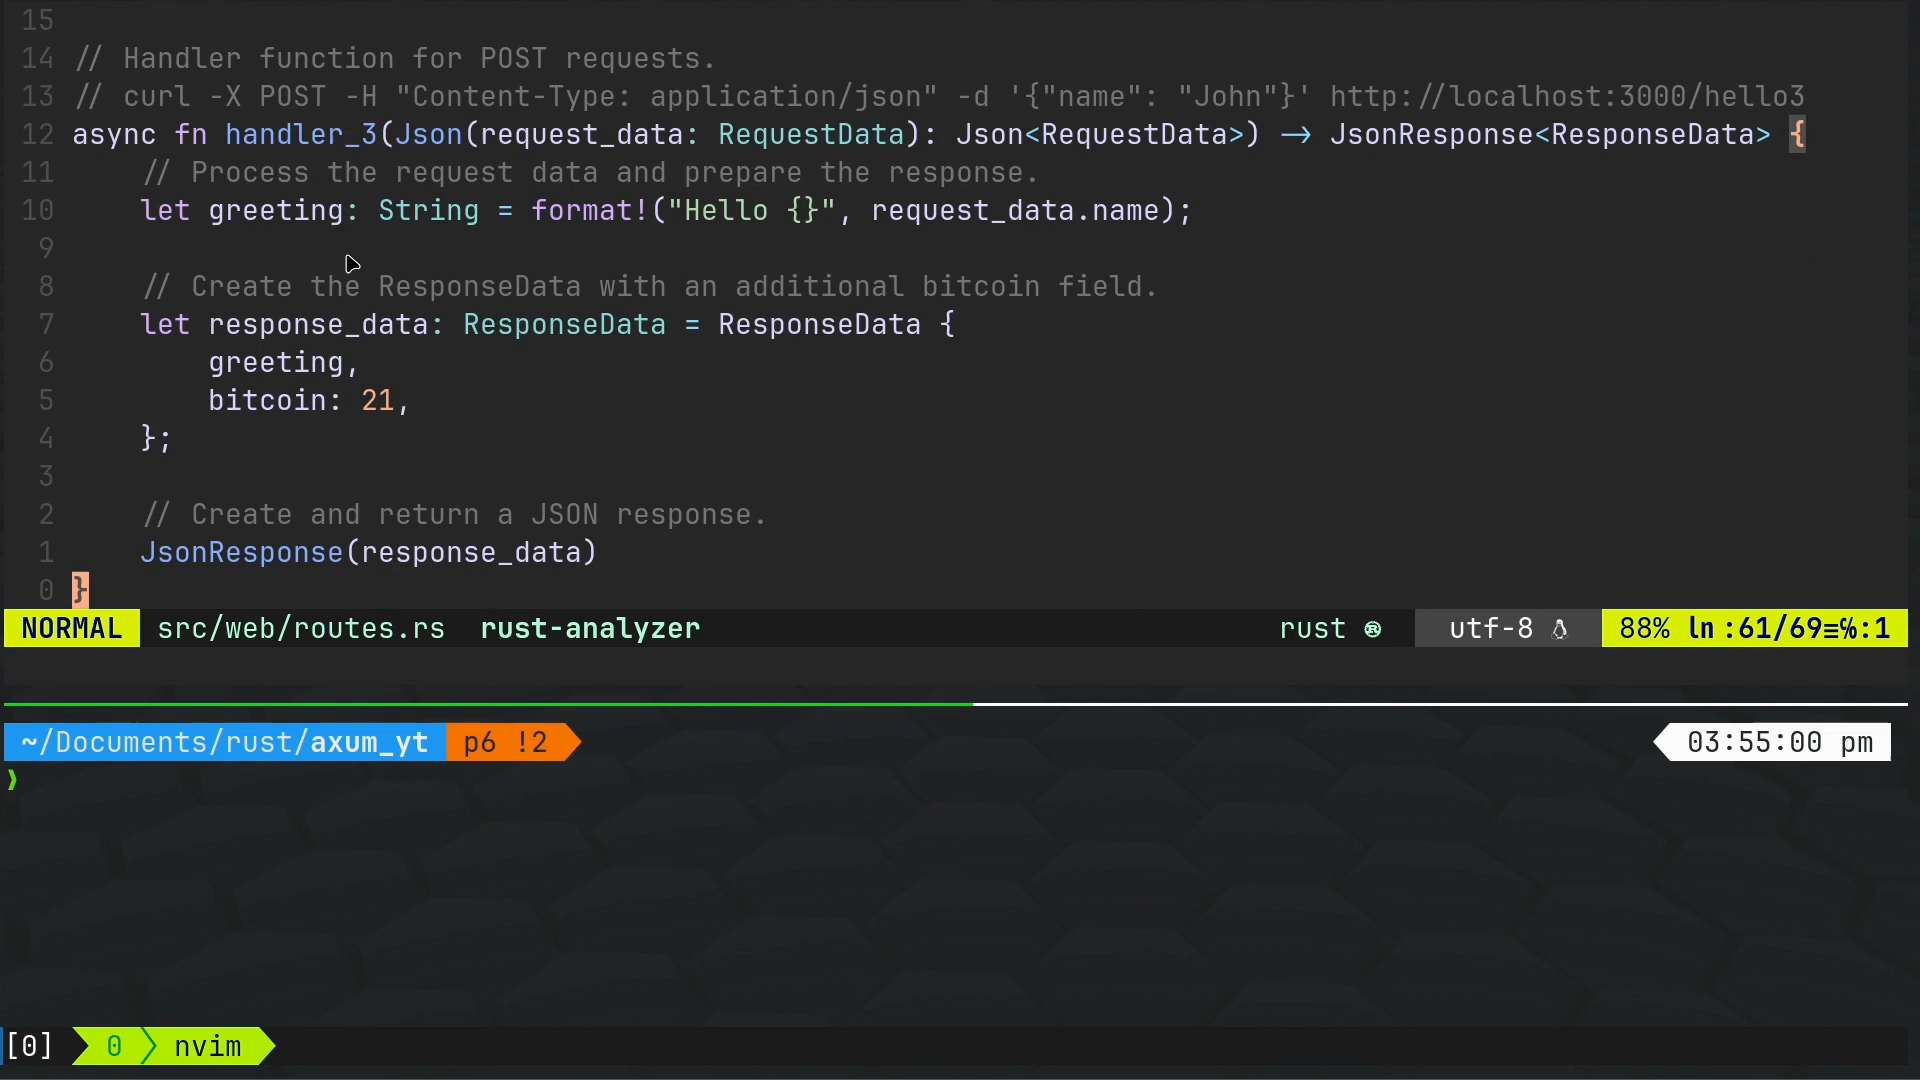 15
14 // Handler function for POST requests.
13 // curl -X POST -H "Content-Type: application/json" -d '{"name": "John"}' http://localhost:3000/hello3
12 async fn handler_3(Json(request_data: RequestData): Json<RequestData>) -> JsonResponse<ResponseData> {
11     // Process the request data and prepare the response.
10     let greeting: String = format!("Hello {}", request_data.name);
9
8     // Create the ResponseData with an additional bitcoin field.
7     let response_data: ResponseData = ResponseData {
6         greeting,
5         bitcoin: 21,
4     };
3
2     // Create and return a JSON response.
1     JsonResponse(response_data)
0 }
NORMAL src/web/routes.rs rust-analyzer rust utf-8 88% ln :61/69≡℅:1
~/Documents/rust/axum_yt p6 !2 03:55:00 pm
❯
[0] 0 nvim